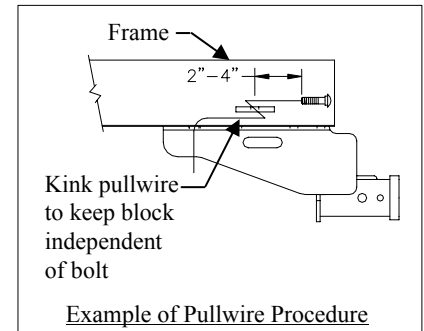 Frame
2”-4”
Kink pullwire
to keep block
independent
of bolt
Example of Pullwire Procedure